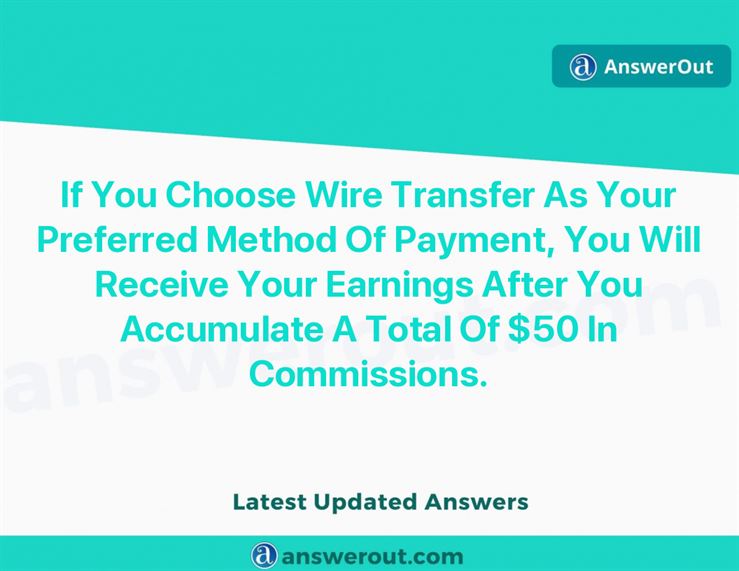 AnswerOut
If You Choose Wire Transfer As Your
Preferred Method Of Payment, You Will
Receive Your Earnings After You
Accumulate A Total Of $50 In
Commissions.
answerout.com
Latest Updated Answers
answerout.com